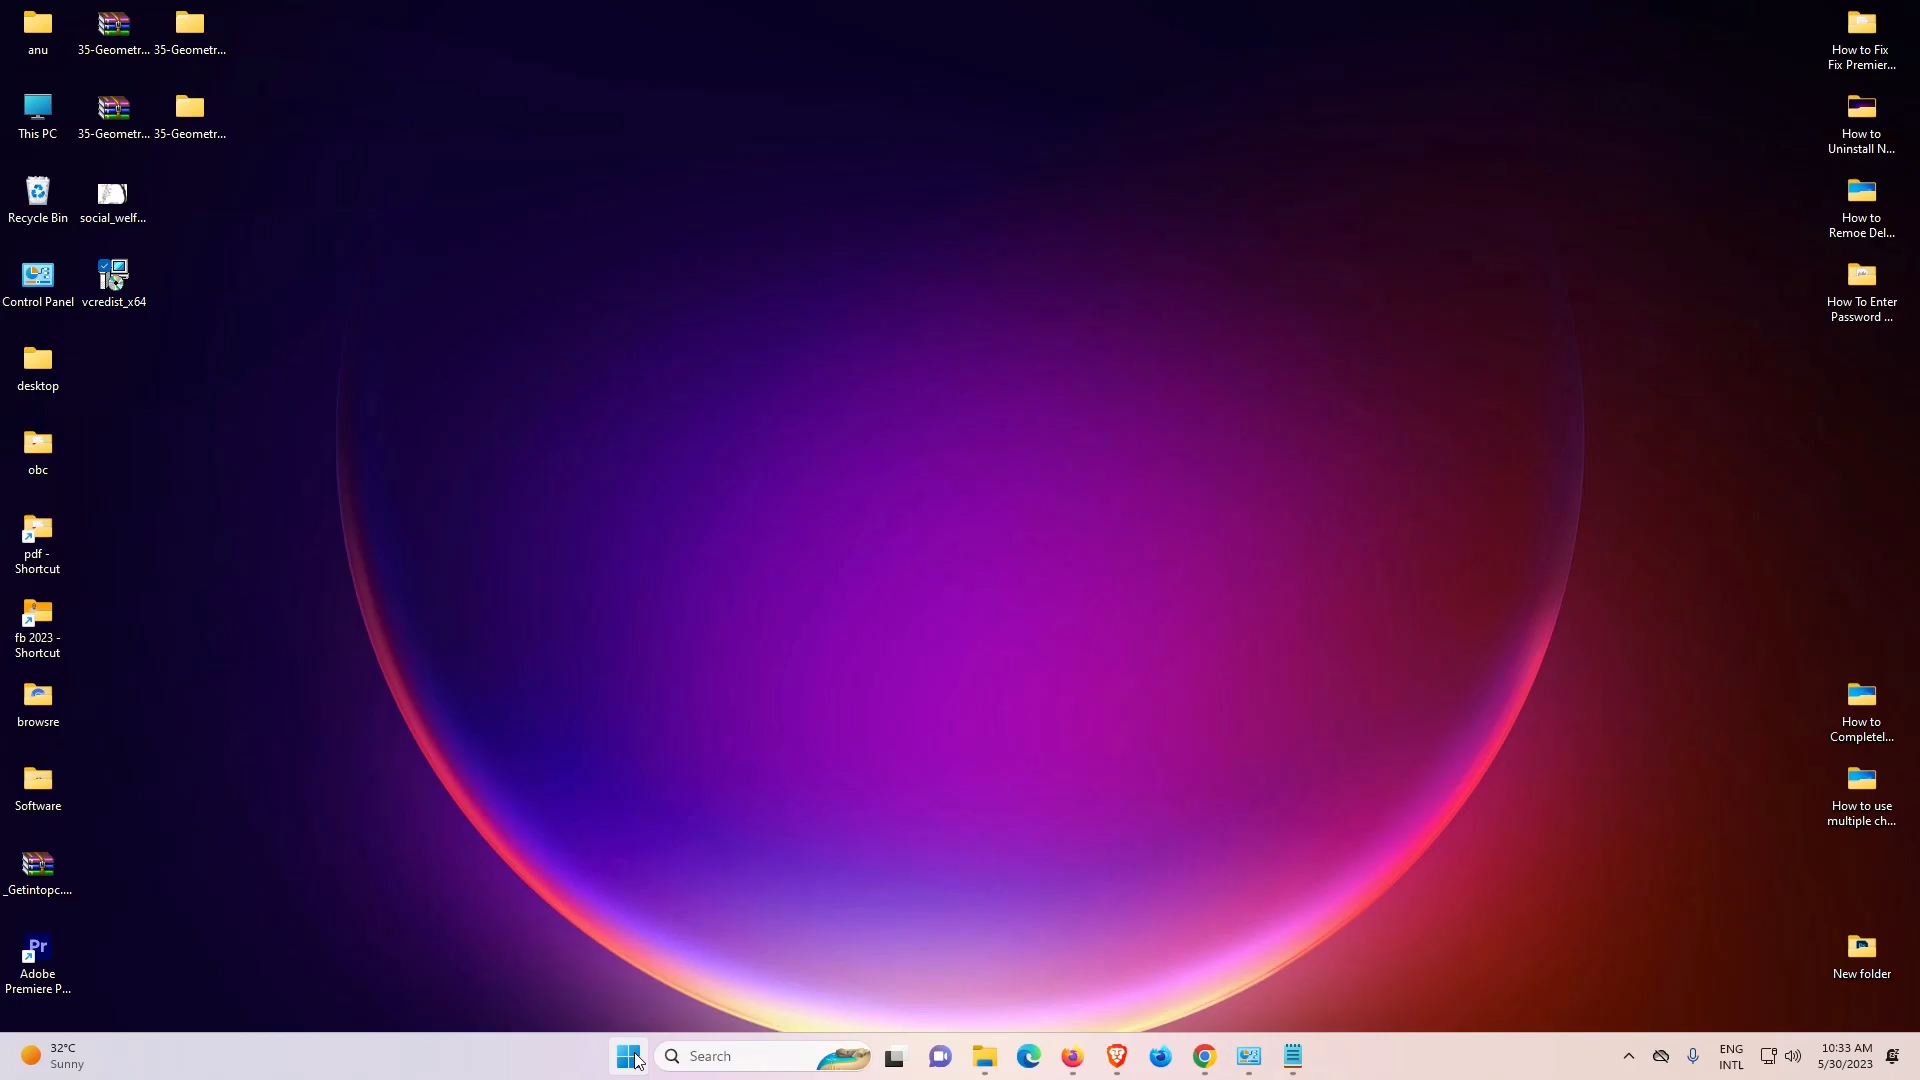 anu
35-Geometr...
35-Geometr...
This PC
35-Geometr...
35-Geometr...
Recycle Bin
social_welf...
Control Panel
vcredist_x64
desktop
obc
pdf -
Shortcut
fb 2023 -
Shortcut
browsre
Software
_Getintopc....
Pr
Adobe
Premiere P...
How to Fix
Fix Premier...
How to
Uninstall N...
How to
Remoe Del...
How To Enter
Password ...
How to
Completel...
How to use
multiple ch...
New folder
32°C
Sunny
Search
ENG
INTL
10:33 AM
5/30/2023